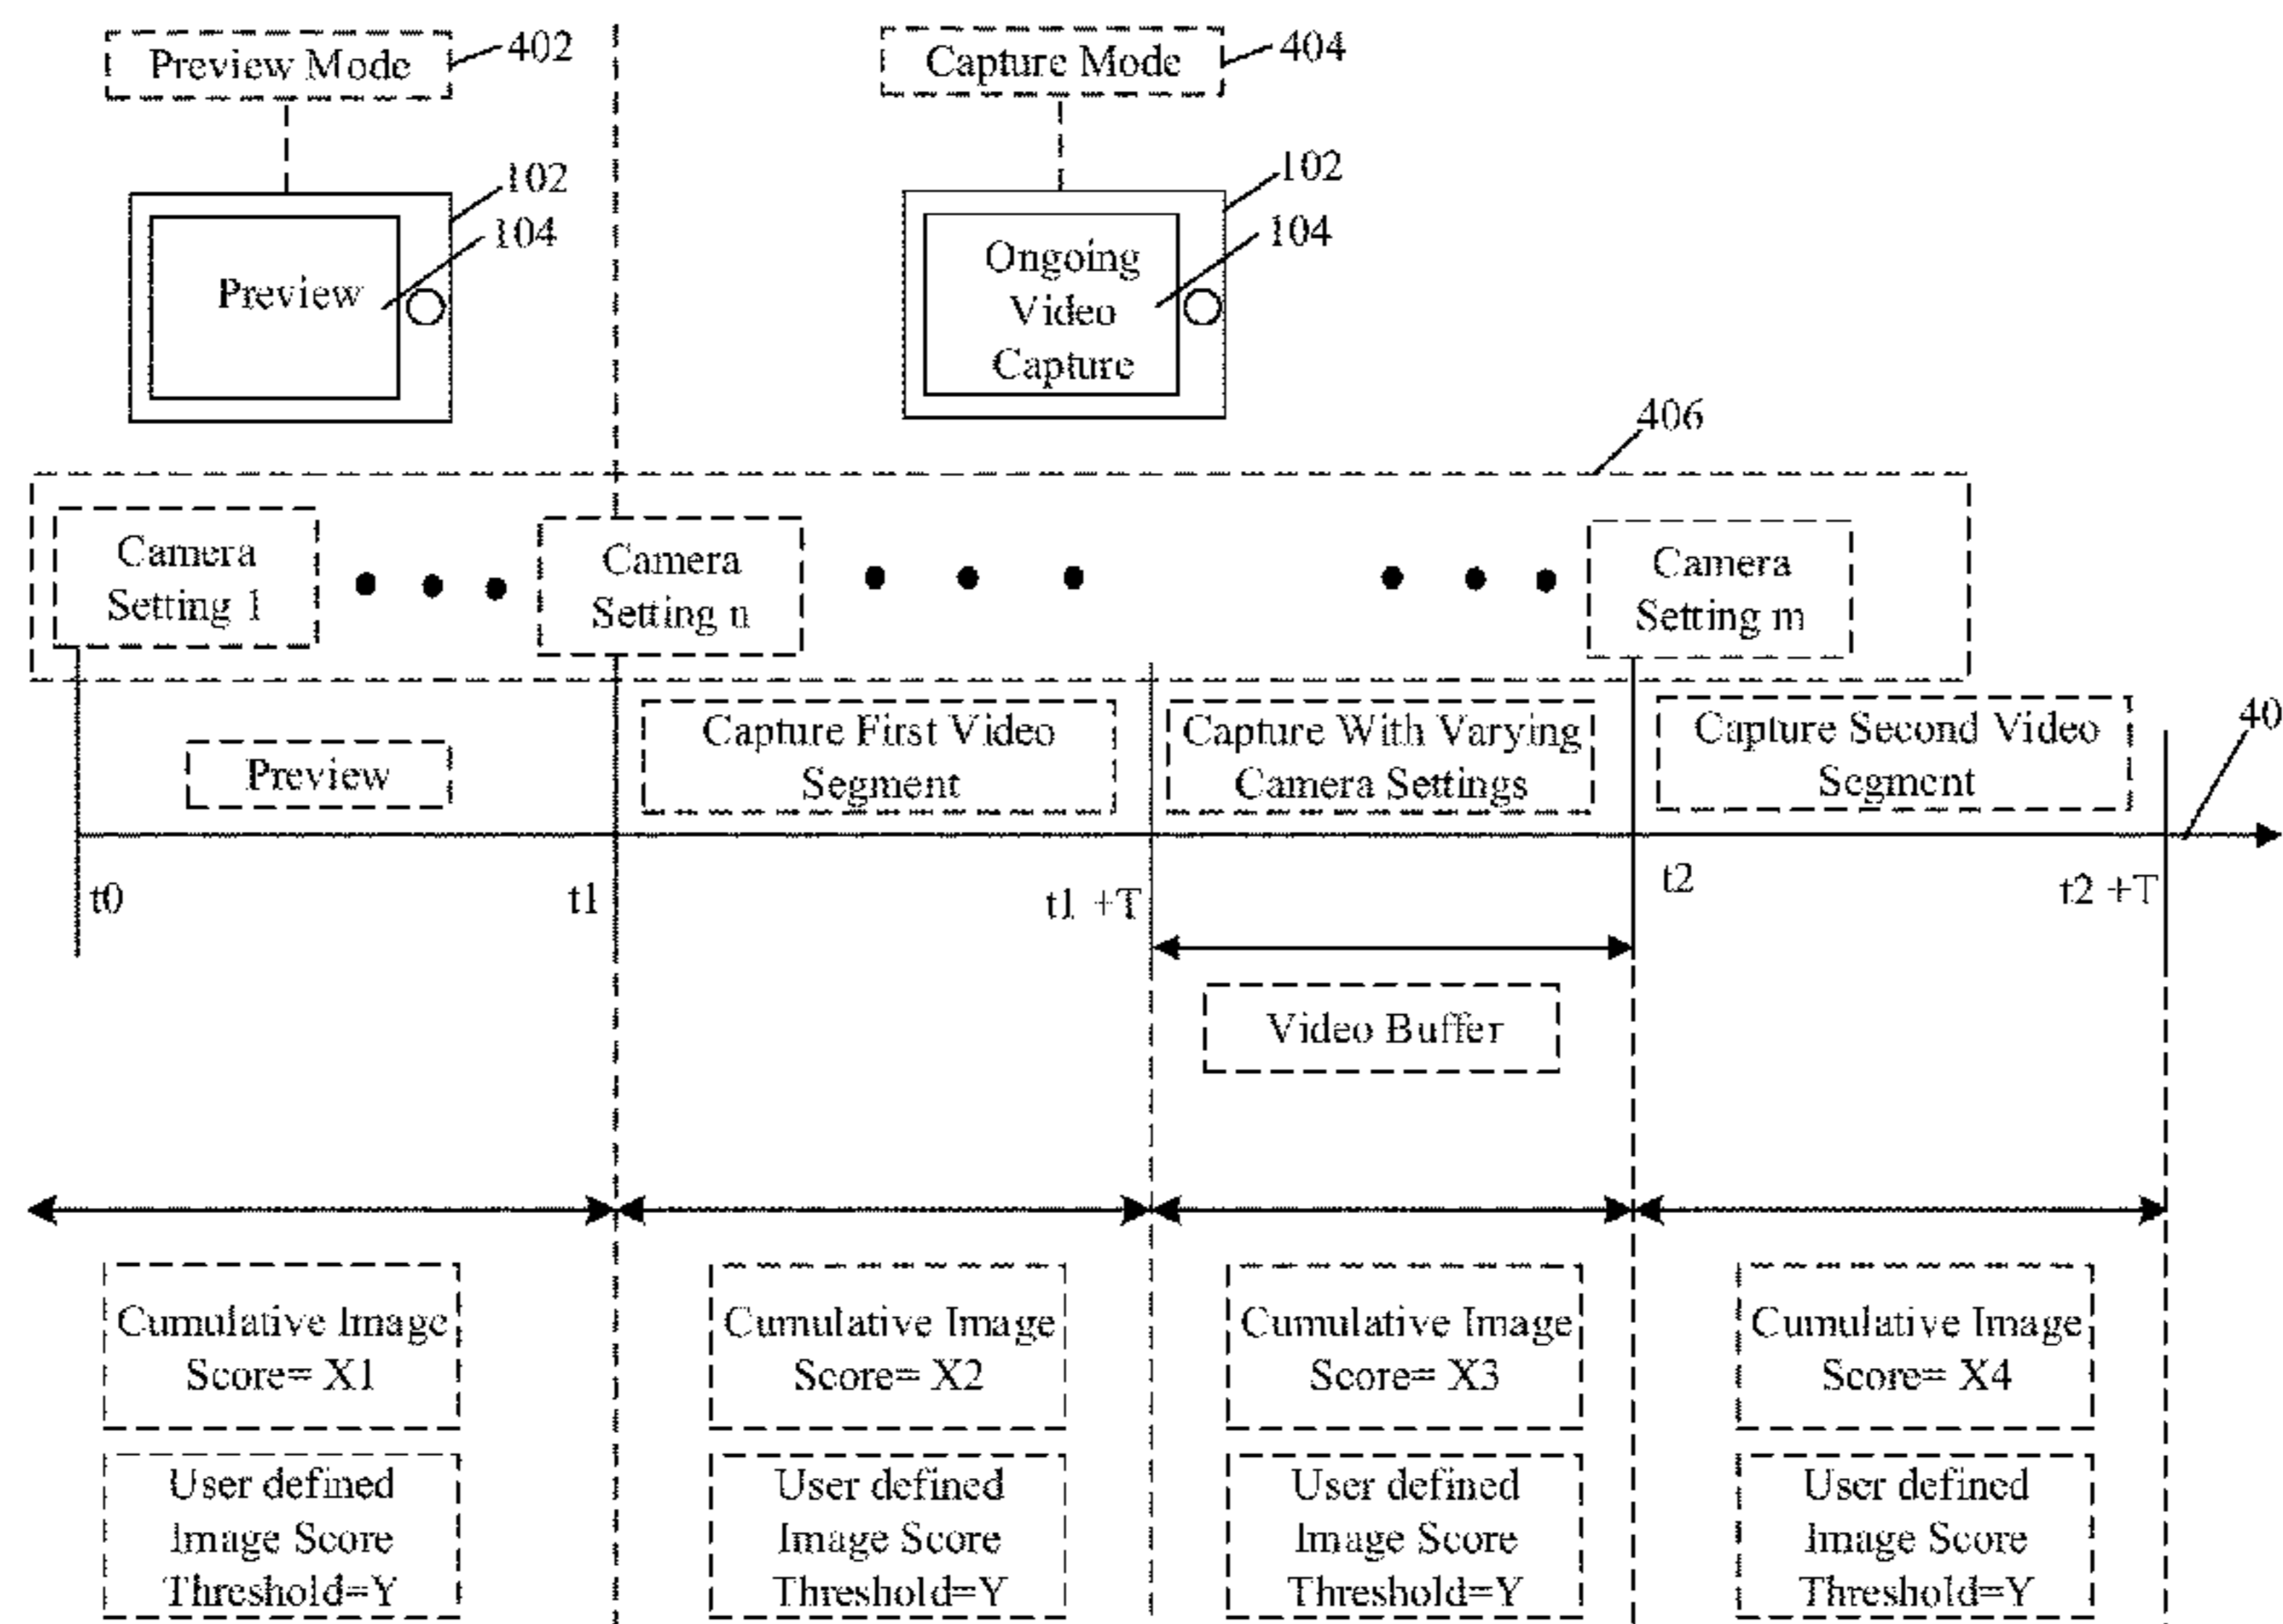 Preview Mode
402
Capture Mode
404
102
104
Preview
102
104
Ongoing
Video
Capture
406
Camera
Setting 1
Camera
Setting n
Camera
Setting m
Preview
Capture First Video
Segment
Capture With Varying
Camera Settings
Capture Second Video
Segment
40
t0
t1
t1 +T
t2
t2 +T
Video Buffer
Cumulative Image
Score= X1
Cumulative Image
Score= X2
Cumulative Image
Score= X3
Cumulative Image
Score= X4
User defined
Image Score
Threshold=Y
User defined
Image Score
Threshold=Y
User defined
Image Score
Threshold=Y
User defined
Image Score
Threshold=Y